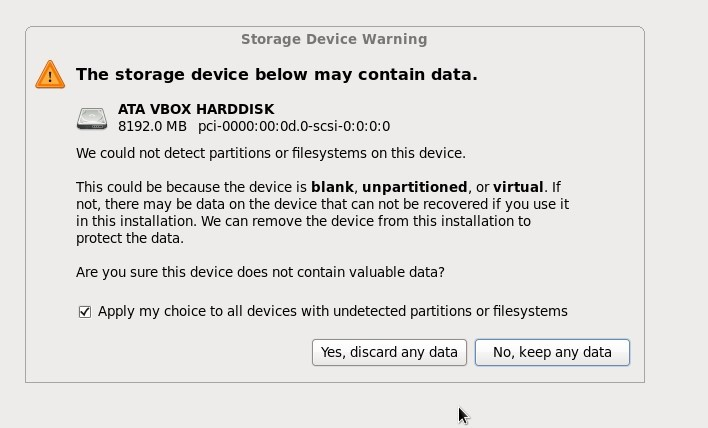 Storage Device Warning
The storage device below may contain data.
ATA VBOX HARDDISK
8192.0 MB pci-0000:00:0d.0-scsi-0:0:0:0
We could not detect partitions or filesystems on this device.
This could be because the device is blank, unpartitioned, or virtual. If
not, there may be data on the device that can not be recovered if you use it
in this installation. We can remove the device from this installation to
protect the data.
Are you sure this device does not contain valuable data?
Apply my choice to all devices with undetected partitions or filesystems
Yes, discard any data
No, keep any data